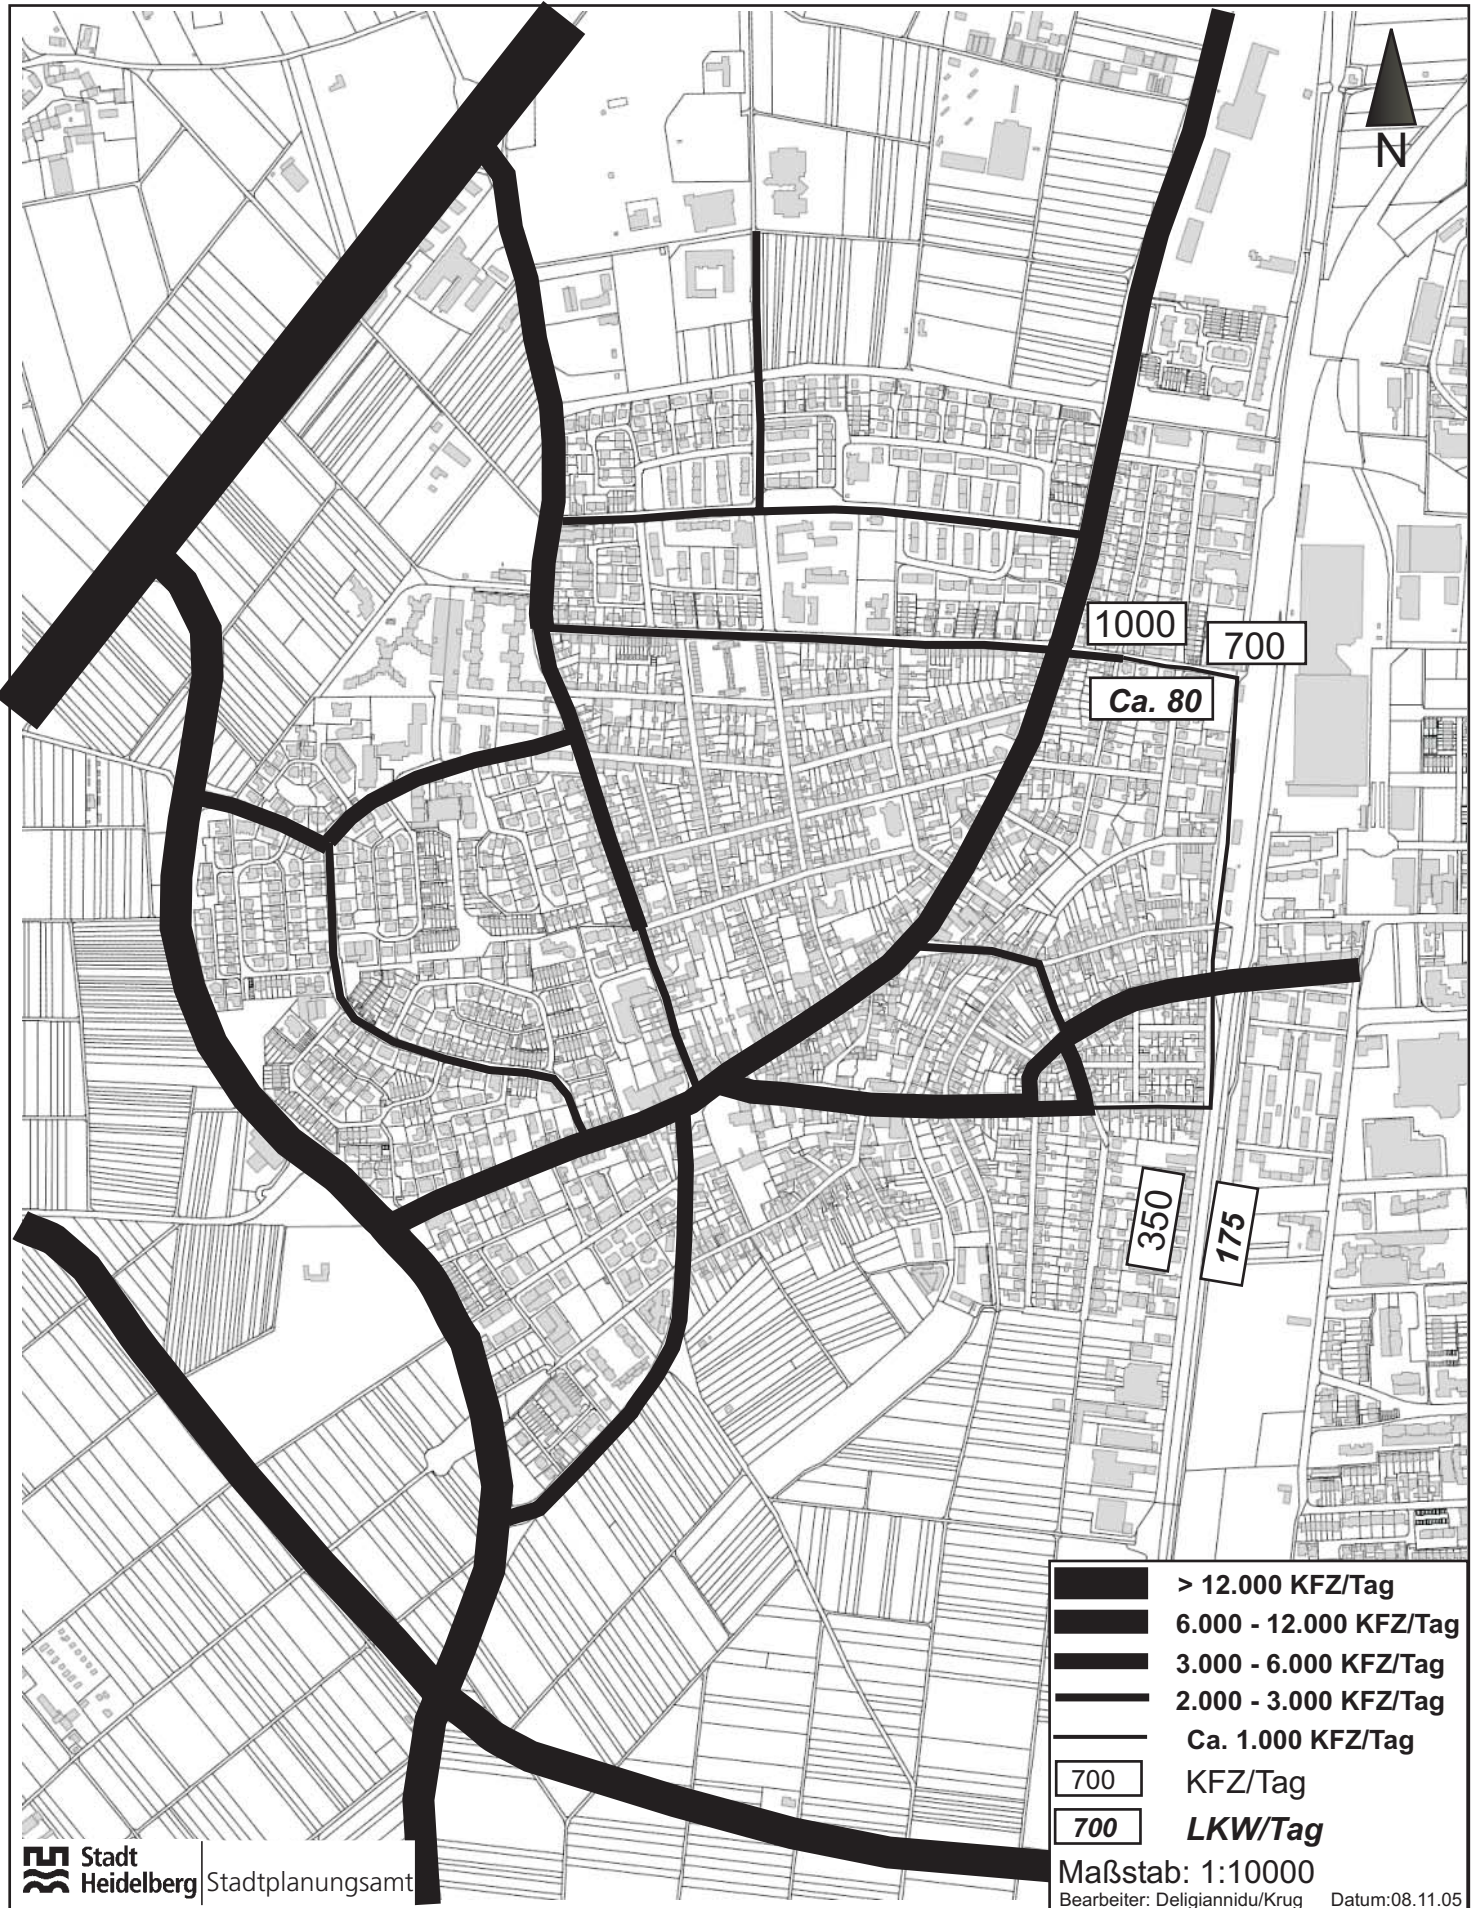 N
1000
700
Ca. 80
350
175
> 12.000 KFZ/Tag
6.000 - 12.000 KFZ/Tag
3.000 - 6.000 KFZ/Tag
2.000 - 3.000 KFZ/Tag
Ca. 1.000 KFZ/Tag
700 KFZ/Tag
700 LKW/Tag
Maßstab: 1:10000
Bearbeiter: Deligiannidu/Krug Datum:08.11.05
Stadt
Heidelberg Stadtplanungsamt